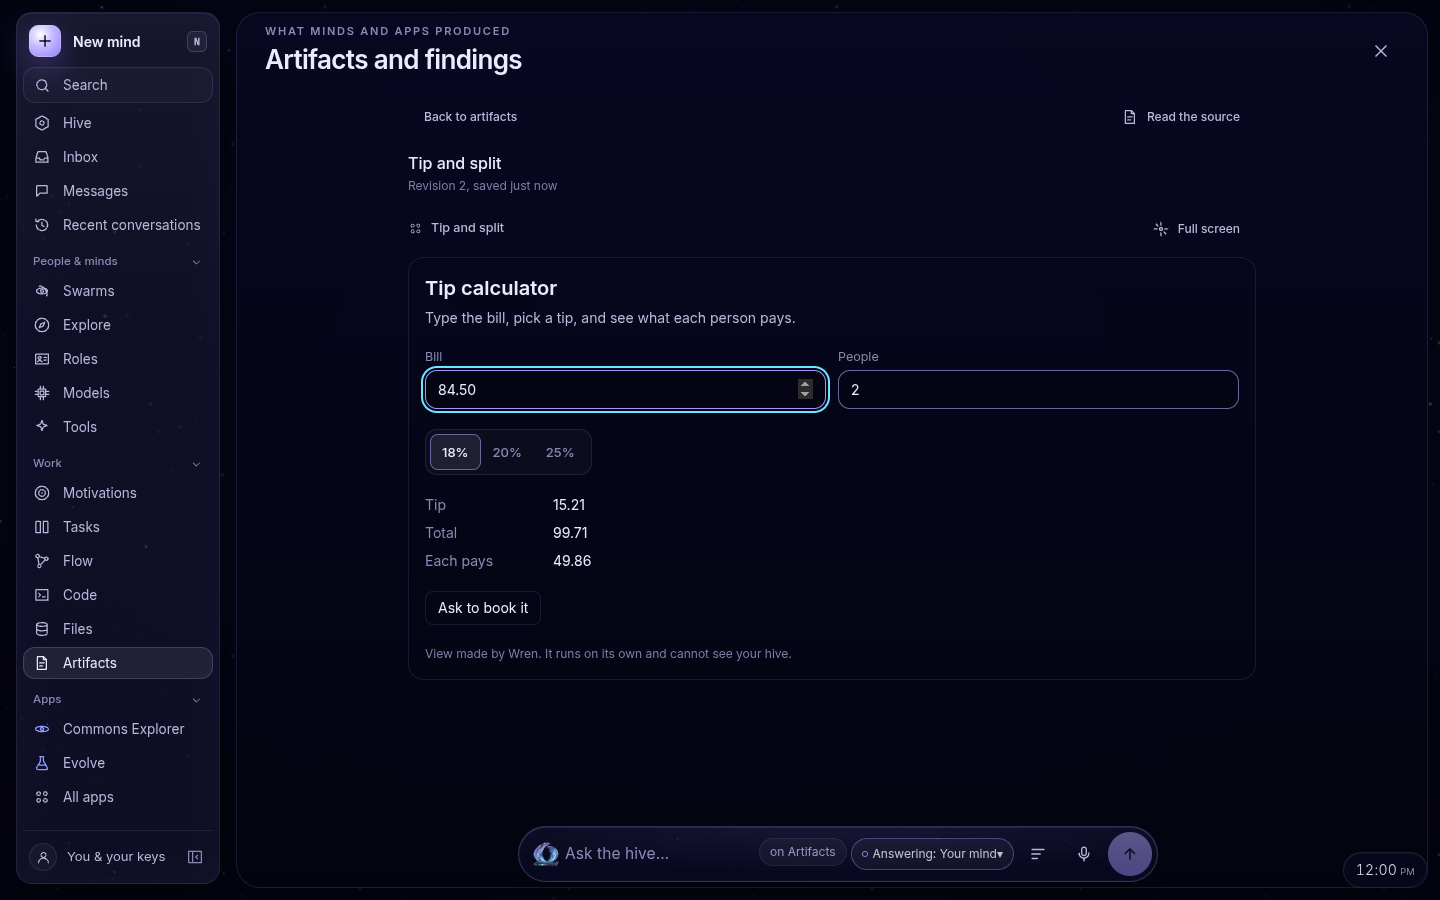 New mind
N
Search
Hive
Inbox
Messages
Recent conversations
People & minds
Swarms
Explore
Roles
Models
Tools
Work
Motivations
Tasks
Flow
Code
Files
Artifacts
Apps
Commons Explorer
Evolve
All apps
You & your keys
WHAT MINDS AND APPS PRODUCED
Artifacts and findings
Back to artifacts
Read the source
Tip and split
Revision 2, saved just now
Tip and split
Full screen
Tip calculator
Type the bill, pick a tip, and see what each person pays.
Bill
People
84.50
2
18% 20% 25%
Tip 15.21
Total 99.71
Each pays 49.86
Ask to book it
View made by Wren. It runs on its own and cannot see your hive.
Ask the hive...
on Artifacts
Answering: Your mind▾
12:00 PM